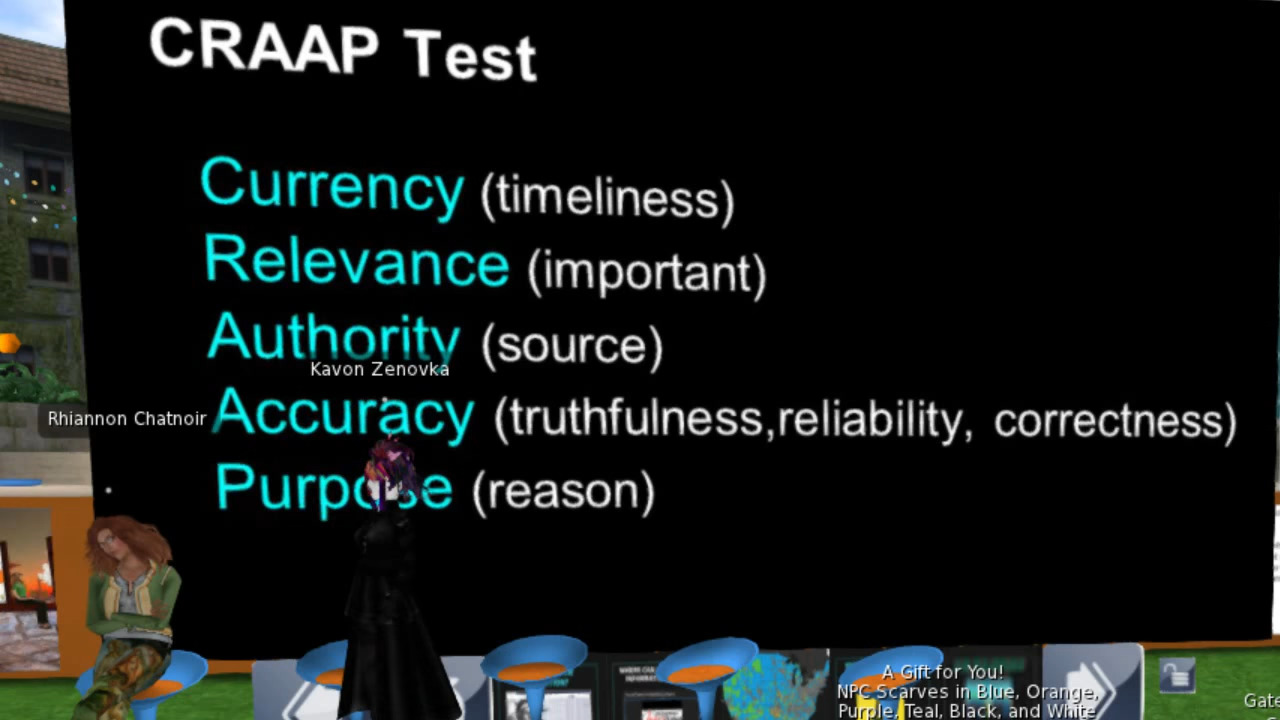 CRAAP Test
Currency (timeliness)
Relevance (important)
Authority (source)
Kavon Zenovka
Rhiannon Chatnoir
Accuracy (truthfulness,reliability, correctness)
Purpose (reason)
A Gift for You!
NPC Scarves in Blue, Orange,
Purple, Teal, Black, and White
Gate